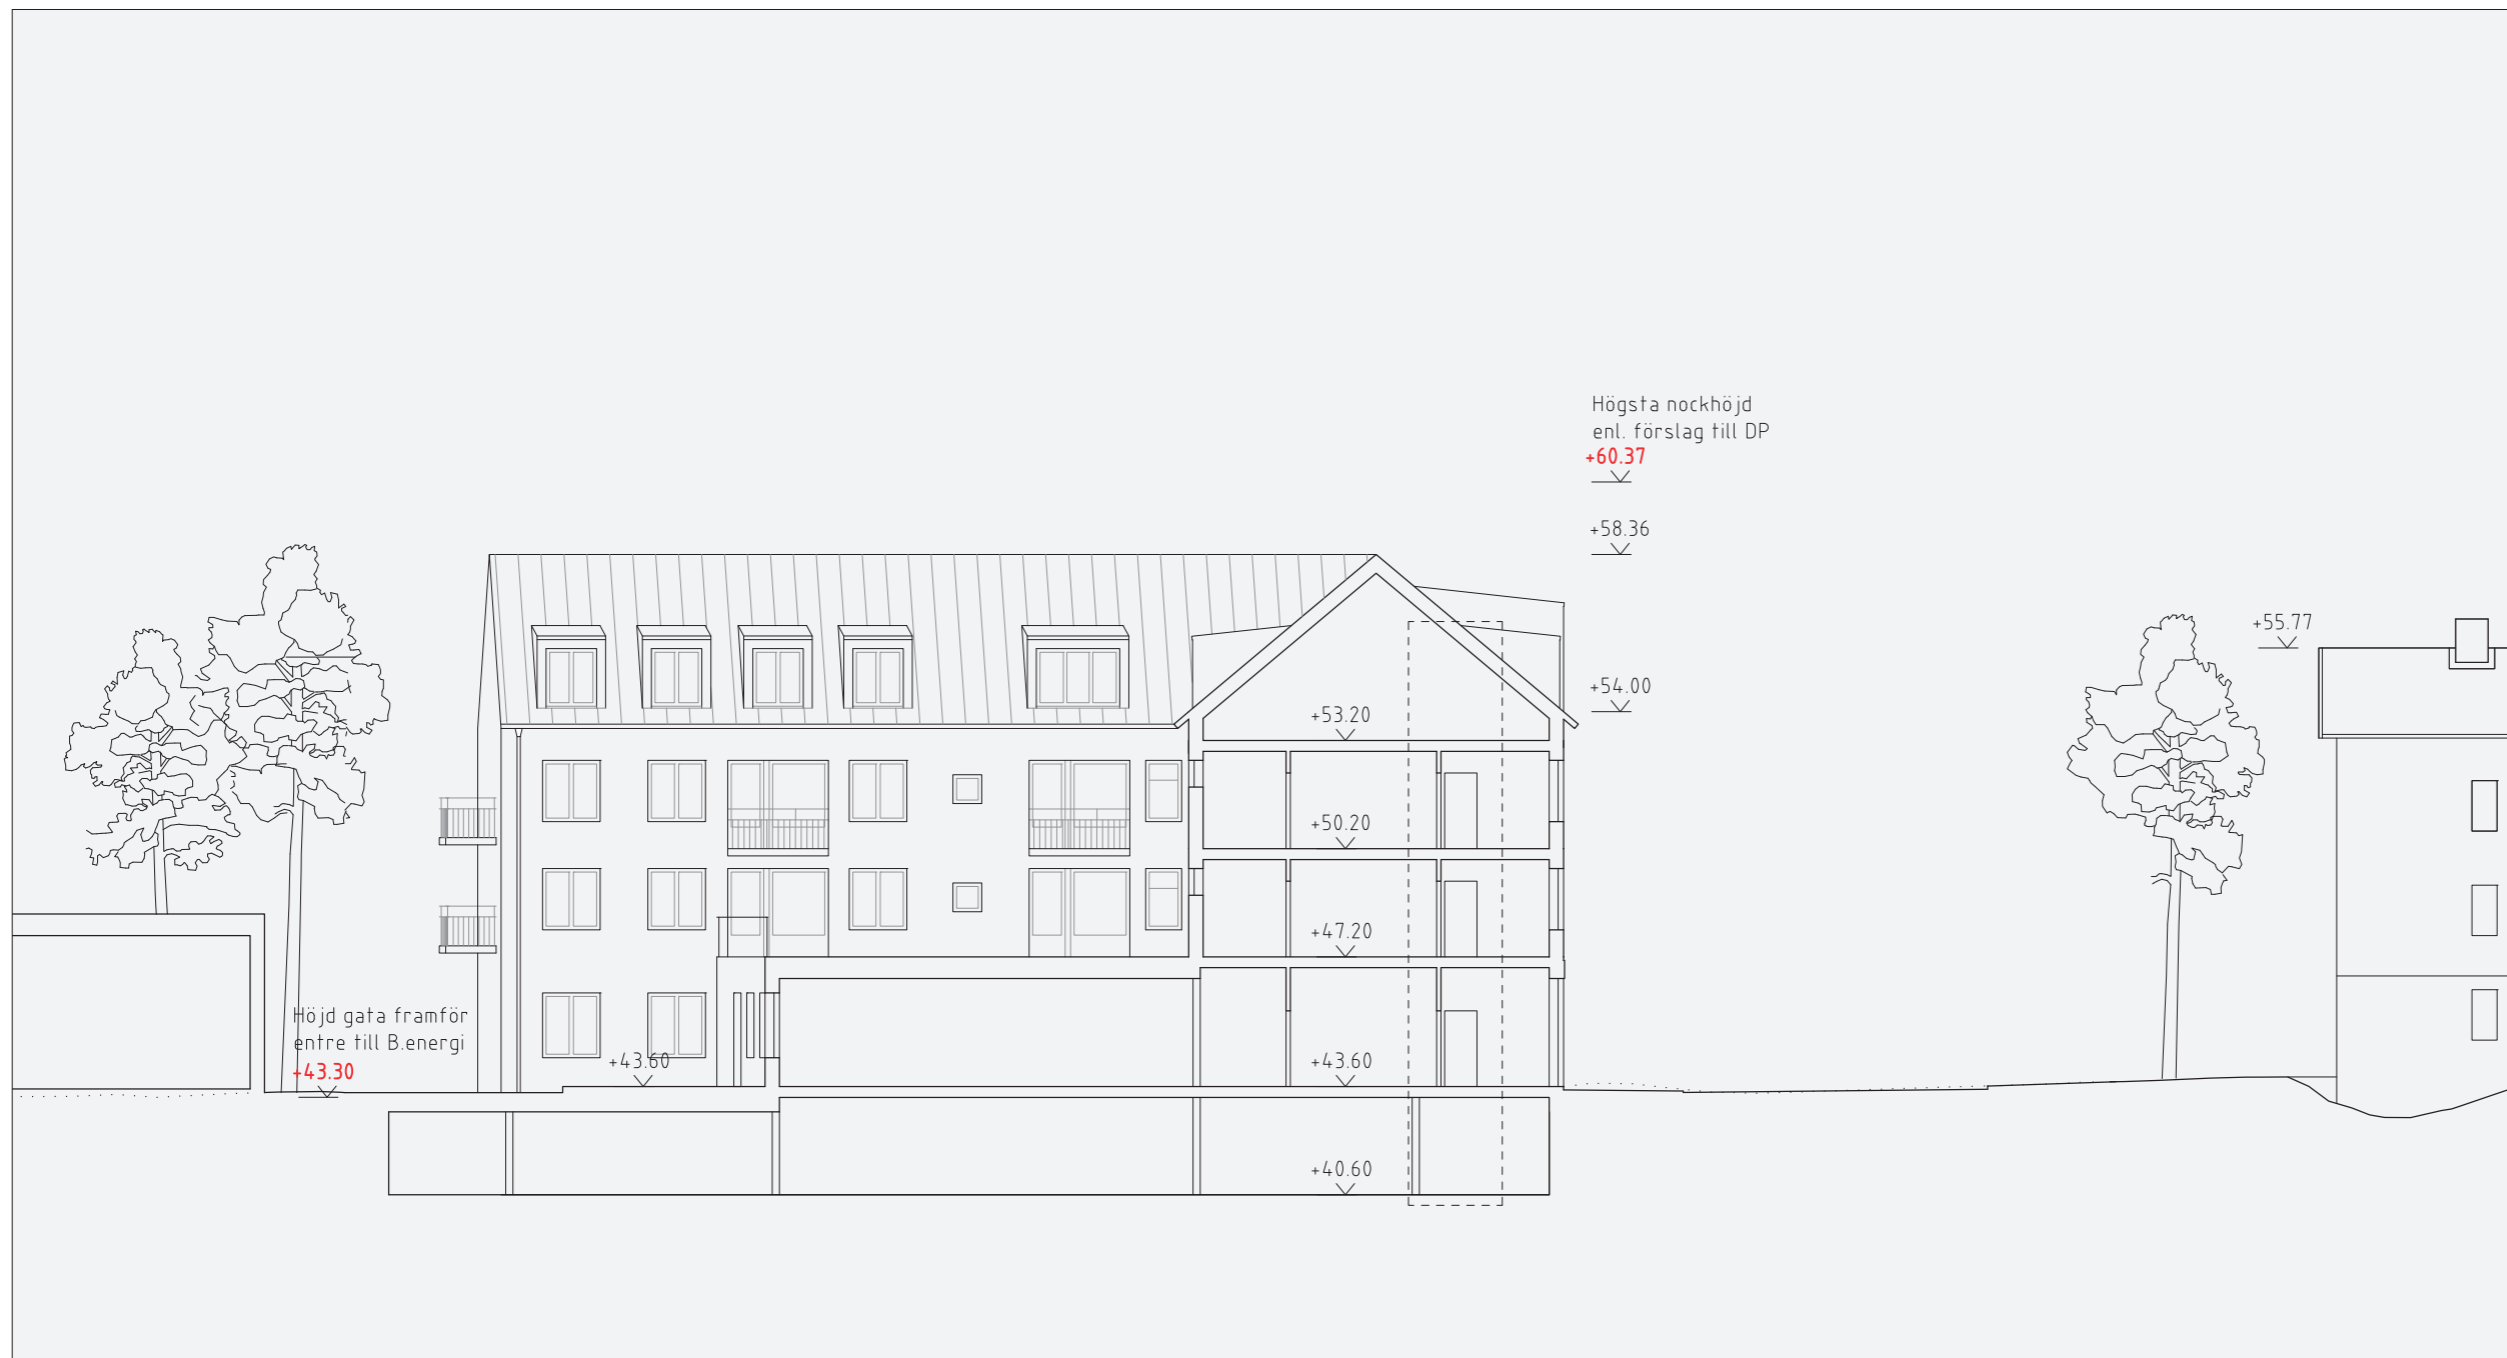 Högsta nockhöjd
enl. förslag till DP
+60.37
+58.36
+55.77
+54.00
+53.20
+50.20
+47.20
Höjd gata framför
entre till B.energi
+43.30
+43.60
+43.60
+40.60